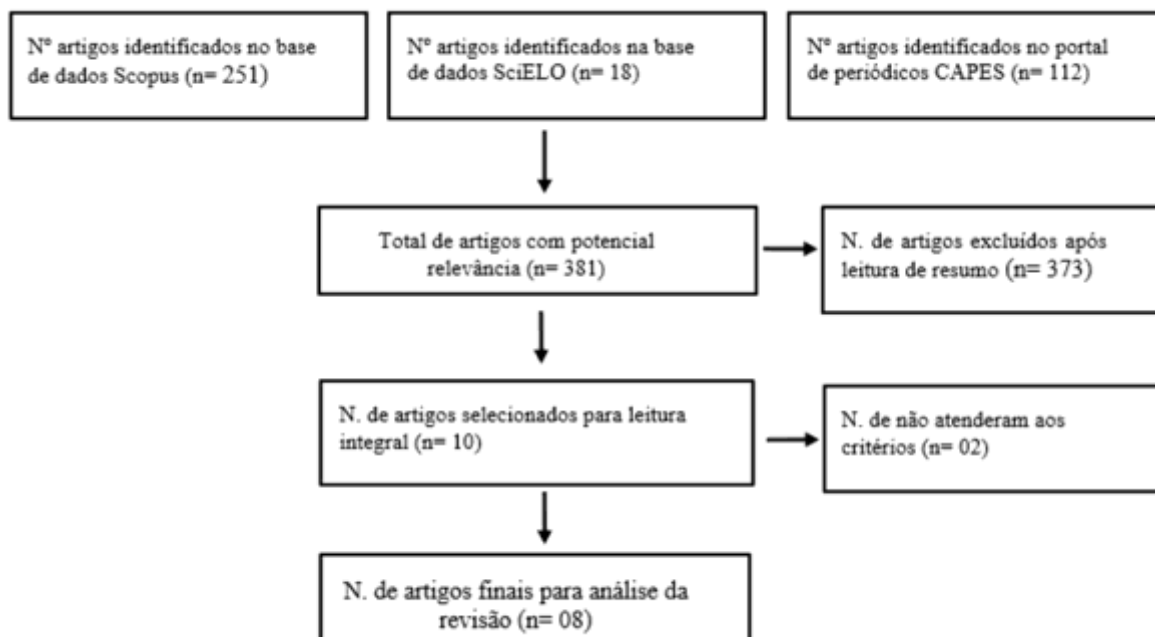 Nº artigos identificados no base
de dados Scopus (n= 251)
Nº artigos identificados na base
de dados SciELO (n= 18)
Nº artigos identificados no portal
de periódicos CAPES (n= 112)
Total de artigos com potencial
relevância (n= 381)
N. de artigos excluídos após
leitura de resumo (n= 373)
N. de artigos selecionados para leitura
integral (n= 10)
N. de não atenderam aos
critérios (n= 02)
N. de artigos finais para análise da
revisão (n= 08)